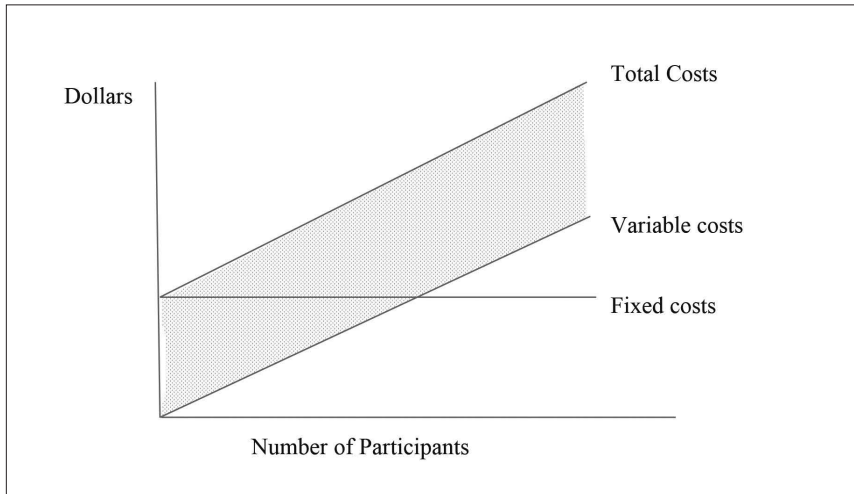 Total Costs
Dollars
Variable costs
Fixed costs
Number of Participants